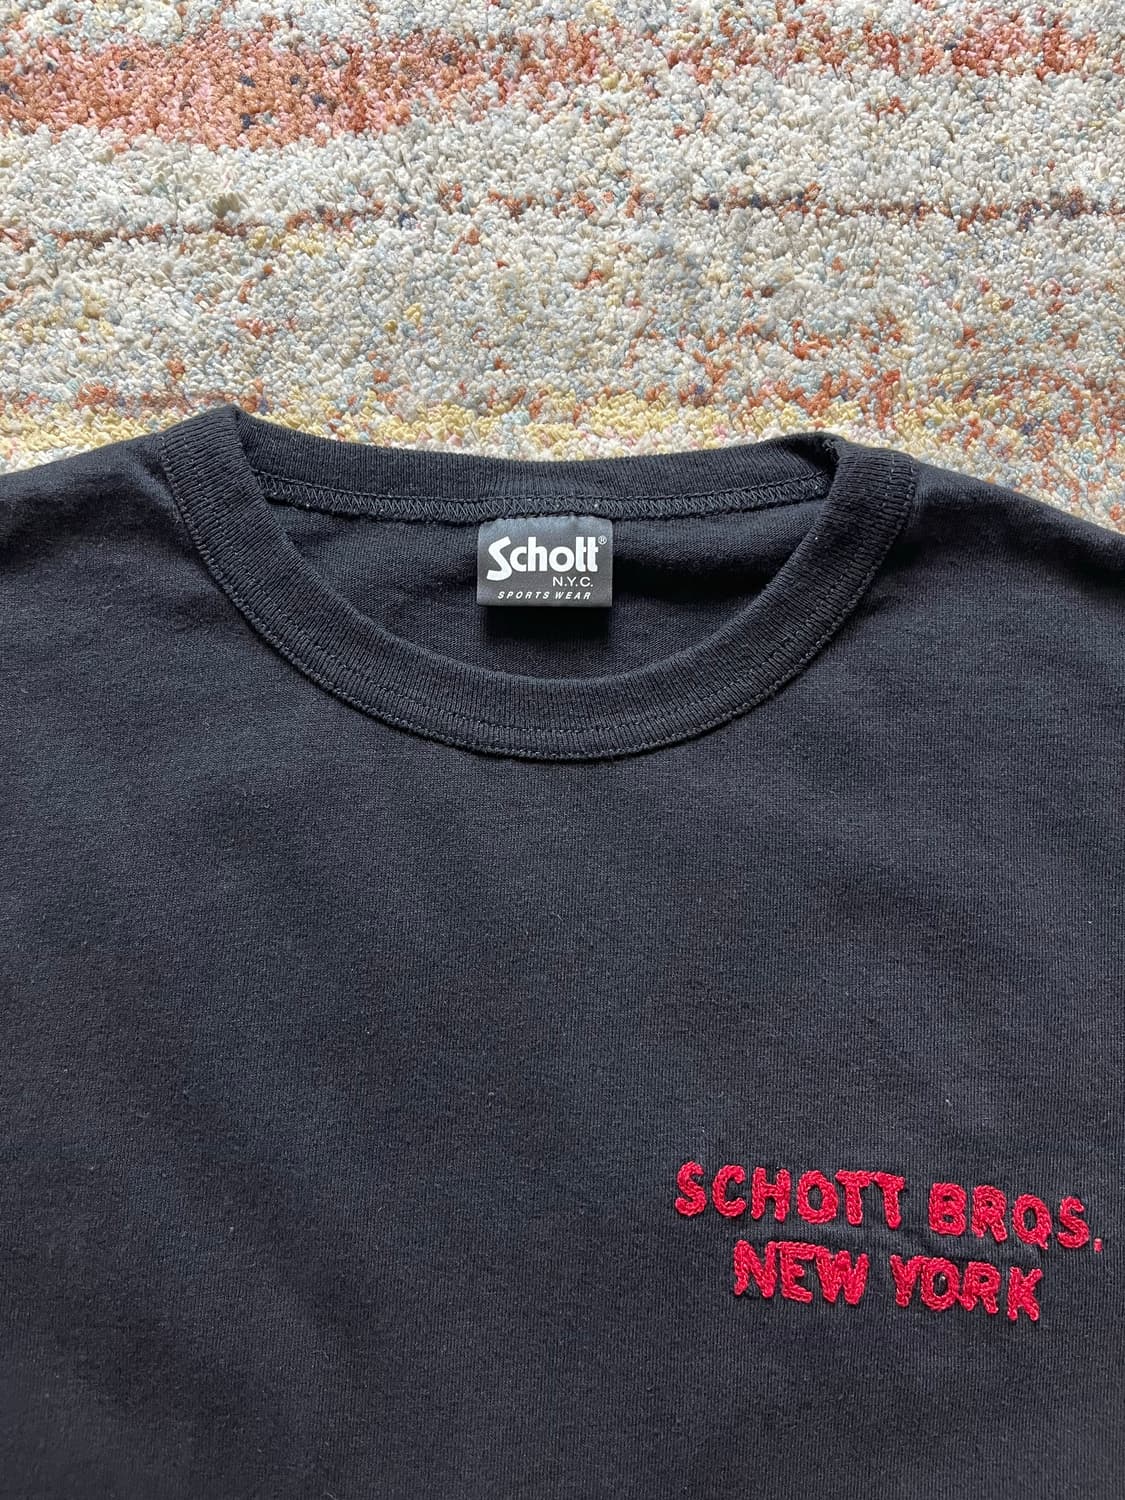 Schott®
N.Y.C.
SPORTS WEAR
SCHOTT BROS.
NEW YORK